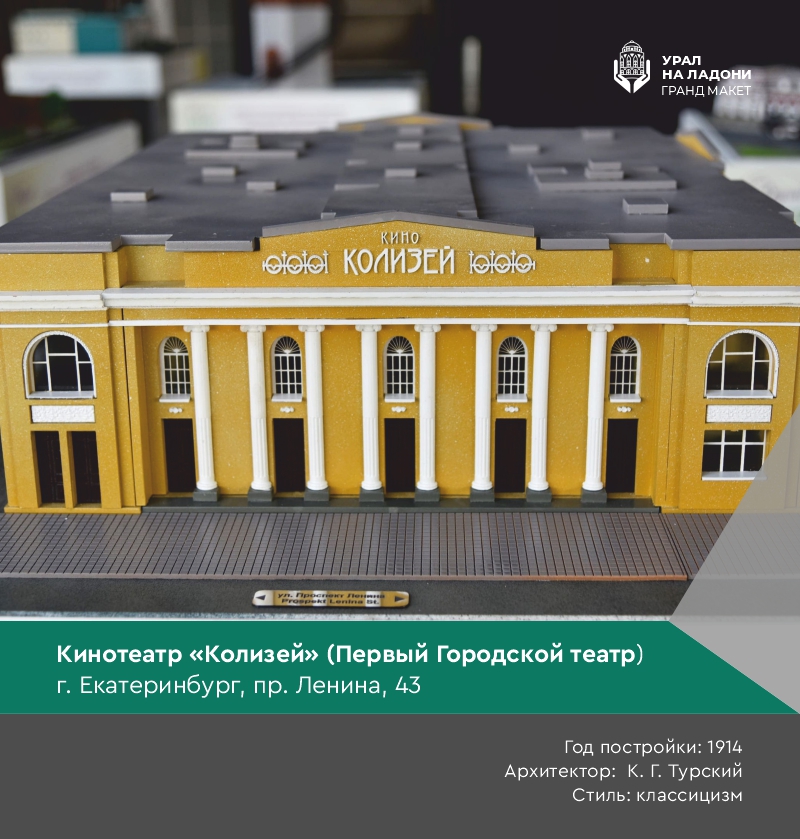 УРАЛ
НА ЛАДОНИ
ГРАНД МАКЕТ
КИНО
КОЛИЗЕЙ
ул. Проспект Ленина
Prospekt Lenina St.
Кинотеатр «Колизей» (Первый Городской театр)
г. Екатеринбург, пр. Ленина, 43
Год постройки: 1914
Архитектор: К. Г. Турский
Стиль: классицизм